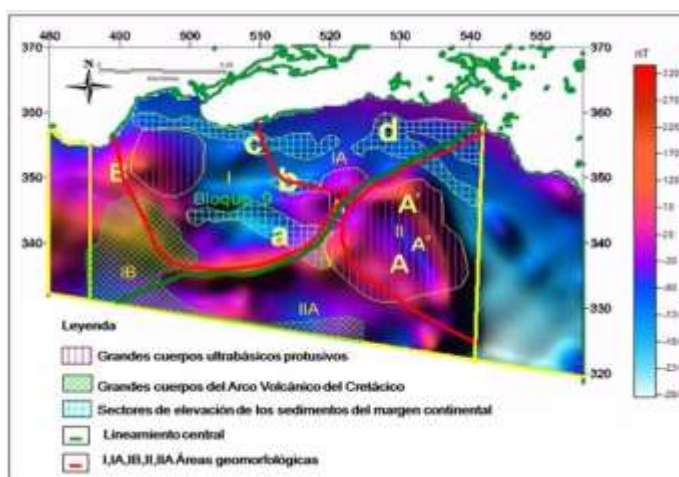 480 490 500 510 520 530 540 550
370 370
360 360
350 350
340 340
330
320
N
nT
c
d
IA
B'
I
Bloque 9
a
A'
II
A''
A
IB
IIA
Leyenda
Grandes cuerpos ultrabásicos protusivos
Grandes cuerpos del Arco Volcánico del Cretácico
Sectores de elevación de los sedimentos del margen continental
Lineamiento central
I,IA,IB,II,IIA Áreas geomorfológicas